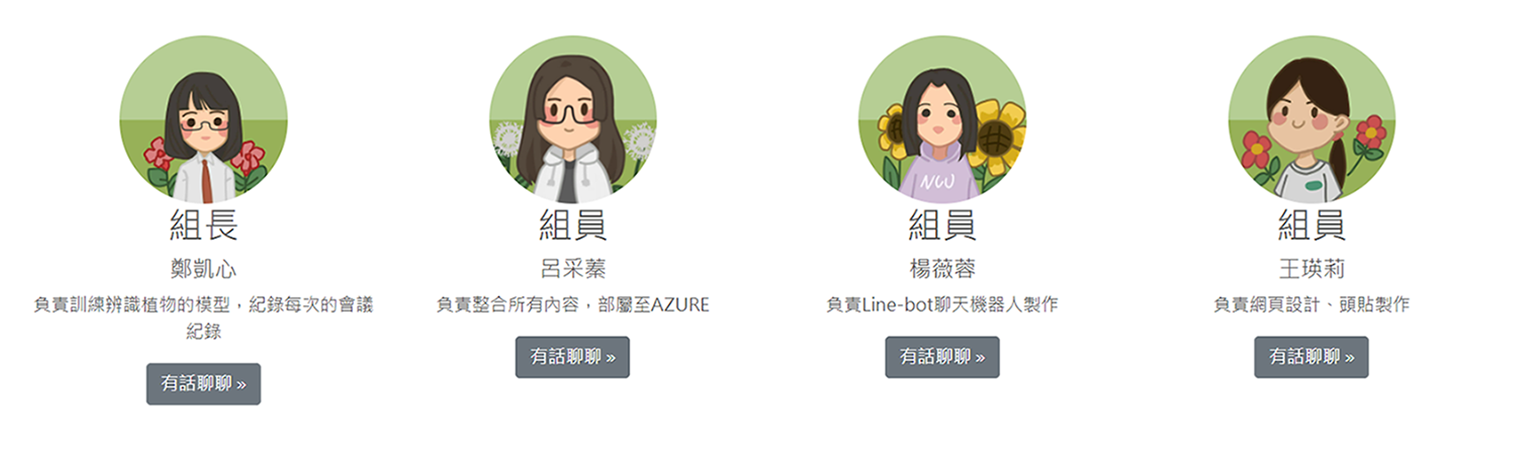 NCU
組長
組員
組員
組員
鄭凱心
呂采蓁
楊薇蓉
王瑛莉
負責訓練辨識植物的模型，紀錄每次的會議
紀錄
負責整合所有內容，部屬至AZURE
負責Line-bot聊天機器人製作
負責網頁設計、頭貼製作
有話聊聊 »
有話聊聊 »
有話聊聊 »
有話聊聊 »